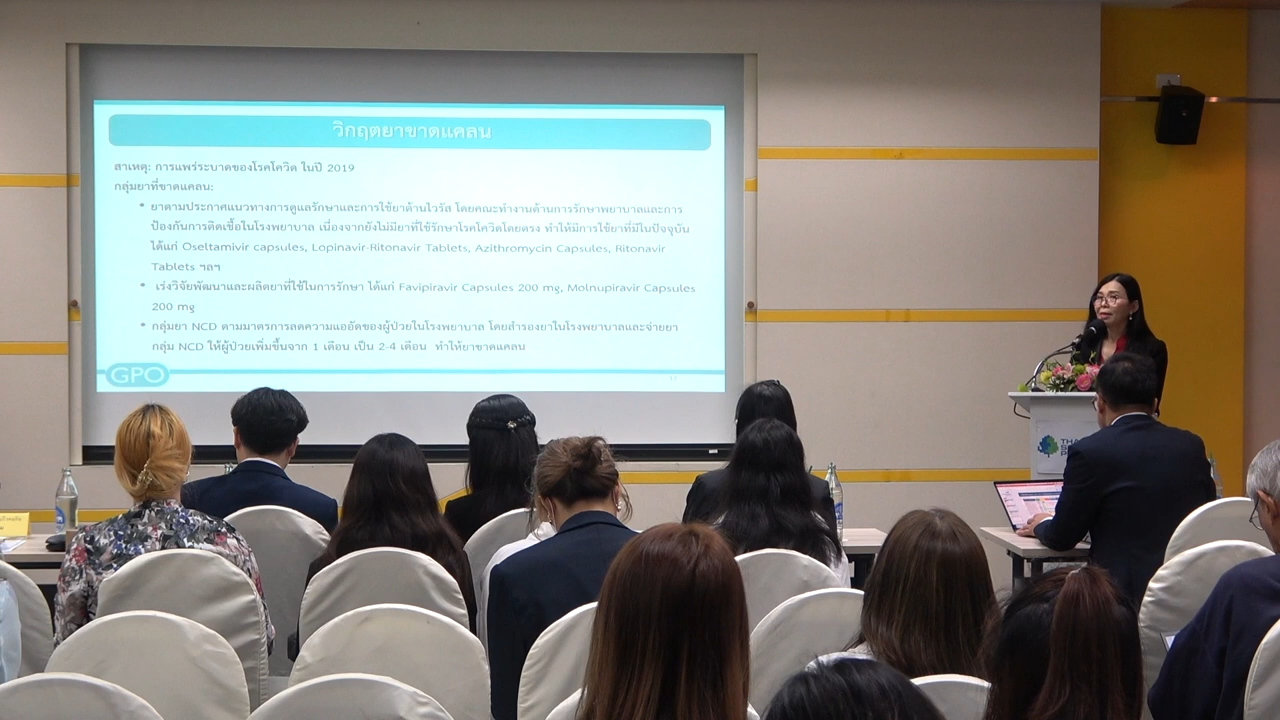 วิกฤตยาขาดแคลน
สาเหตุ: การแพร่ระบาดของโรคโควิด ในปี 2019
กลุ่มยาที่ขาดแคลน:
• ยาตามประกาศแนวทางการดูแลรักษาและการใช้ยาต้านไวรัส โดยคณะทำงานด้านการรักษาพยาบาลและการ
ป้องกันการติดเชื้อในโรงพยาบาล เนื่องจากยังไม่มียาที่ใช้รักษาโรคโควิดโดยตรง ทำให้มีการใช้ยาที่มีในปัจจุบัน
ได้แก่ Oseltamivir capsules, Lopinavir-Ritonavir Tablets, Azithromycin Capsules, Ritonavir
Tablets ฯลฯ
• เร่งวิจัยพัฒนาและผลิตยาที่ใช้ในการรักษา ได้แก่ Favipiravir Capsules 200 mg, Molnupiravir Capsules
200 mg
• กลุ่มยา NCD ตามมาตรการลดความแออัดของผู้ป่วยในโรงพยาบาล โดยสำรองยาในโรงพยาบาลและจ่ายยา
กลุ่ม NCD ให้ผู้ป่วยเพิ่มขึ้นจาก 1 เดือน เป็น 2-4 เดือน ทำให้ยาขาดแคลน
GPO